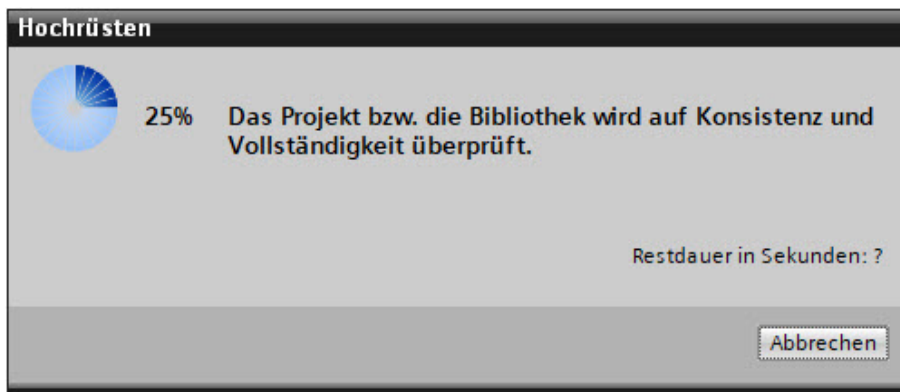 Hochrüsten
25%
Das Projekt bzw. die Bibliothek wird auf Konsistenz und
Vollständigkeit überprüft.
Restdauer in Sekunden: ?
Abbrechen